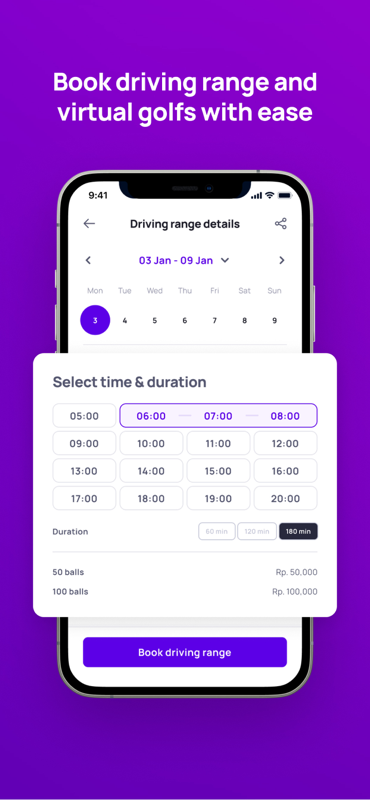 Book driving range and
virtual golfs with ease
9:41
Driving range details
03 Jan - 09 Jan
Mon Tue Wed Thu Fri Sat Sun
3 4 5 6 7 8 9
Select time & duration
05:00 06:00 07:00 08:00
09:00 10:00 11:00 12:00
13:00 14:00 15:00 16:00
17:00 18:00 19:00 20:00
Duration 60 min 120 min 180 min
50 balls Rp. 50,000
100 balls Rp. 100,000
Book driving range